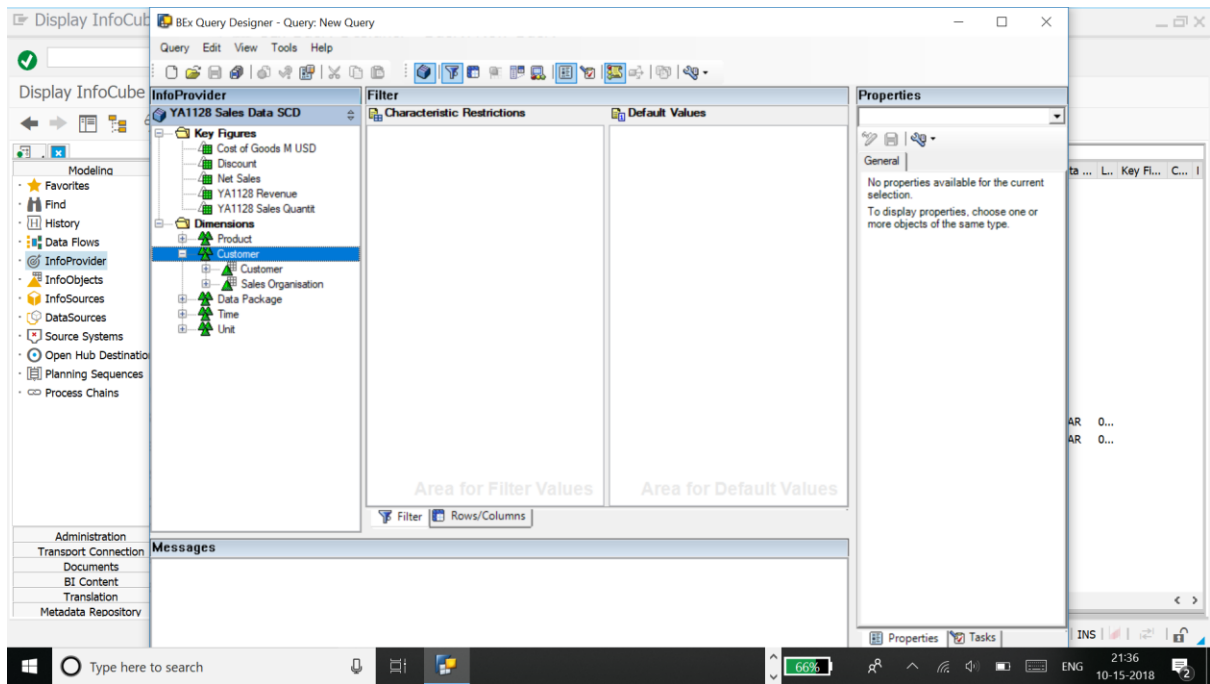 Display InfoCub
BEx Query Designer - Query: New Query
Query Edit View Tools Help
Display InfoCube
InfoProvider
YA1128 Sales Data SCD
Key Figures
Cost of Goods M USD
Discount
Net Sales
YA1128 Revenue
YA1128 Sales Quantit
Dimensions
Product
Customer
Customer
Sales Organisation
Data Package
Time
Unit
Filter
Characteristic Restrictions
Default Values
Area for Filter Values
Area for Default Values
Filter
Rows/Columns
Messages
Properties
General
No properties available for the current
selection.
To display properties, choose one or
more objects of the same type.
Properties
Tasks
Modeling
Favorites
Find
History
Data Flows
InfoProvider
InfoObjects
InfoSources
DataSources
Source Systems
Open Hub Destinatio
Planning Sequences
Process Chains
Administration
Transport Connection
Documents
BI Content
Translation
Metadata Repository
ta ... L.. Key Fi... C... I
AR 0...
AR 0...
INS
Type here to search
66%
ENG
21:36
10-15-2018
2